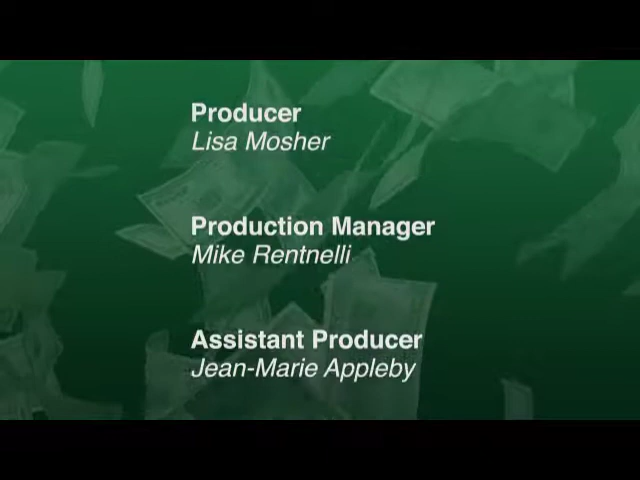 Producer
Lisa Mosher
Production Manager
Mike Rentnelli
Assistant Producer
Jean-Marie Appleby